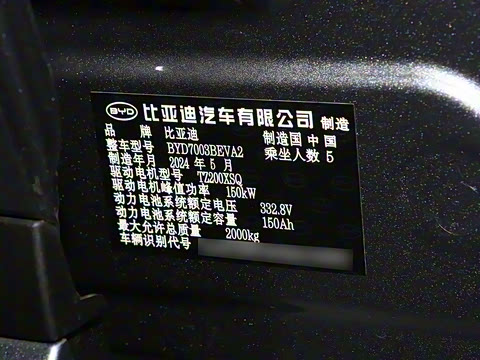 BYD 比亚迪汽车有限公司 制造
品 牌 比亚迪 制造国 中国
整车型号 BYD7003BEVA2 乘坐人数 5
制造年月 2024 年 5 月
驱动电机型号 TZ200XSQ
驱动电机峰值功率 150kW
动力电池系统额定电压 332.8V
动力电池系统额定容量 150Ah
最大允许总质量 2000kg
车辆识别代号